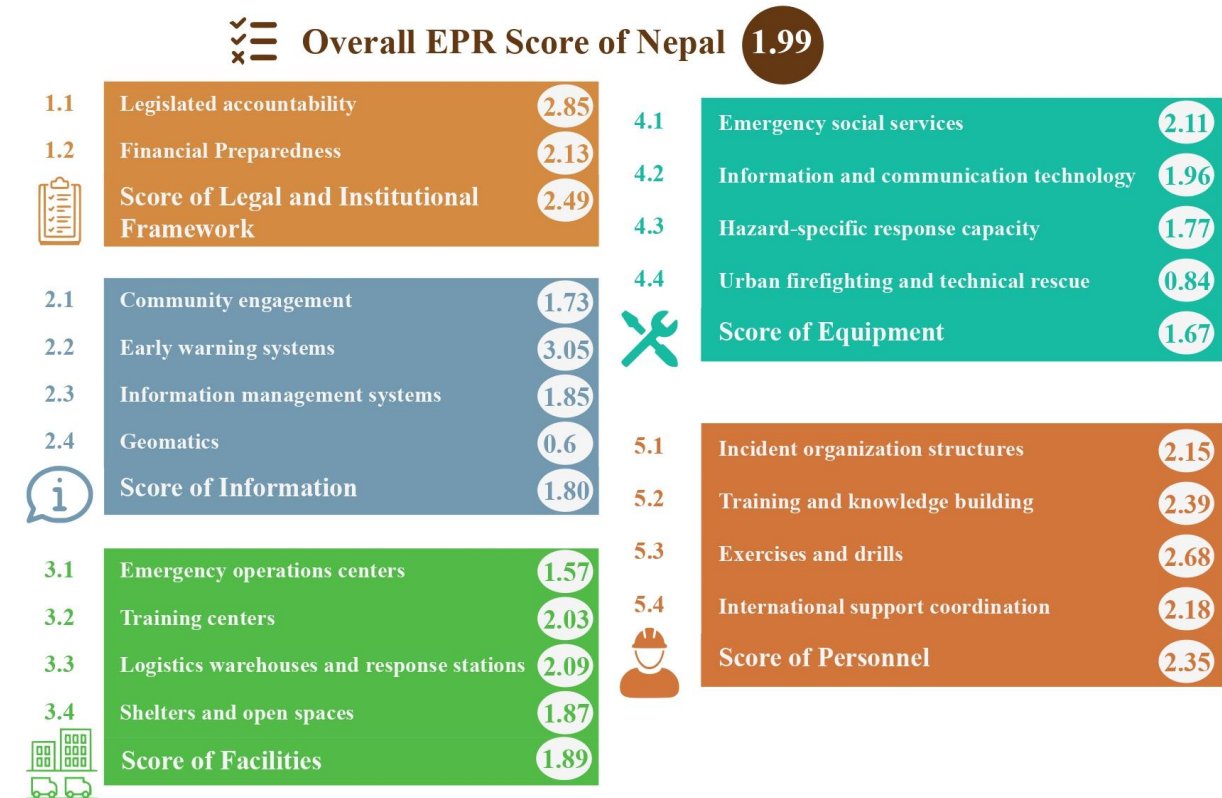 Overall EPR Score of Nepal 1.99
1.1 Legislated accountability 2.85
1.2 Financial Preparedness 2.13
Score of Legal and Institutional 2.49
Framework
2.1 Community engagement 1.73
2.2 Early warning systems 3.05
2.3 Information management systems 1.85
2.4 Geomatics 0.6
i Score of Information 1.80
3.1 Emergency operations centers 1.57
3.2 Training centers 2.03
3.3 Logistics warehouses and response stations 2.09
3.4 Shelters and open spaces 1.87
Score of Facilities 1.89
4.1 Emergency social services 2.11
4.2 Information and communication technology 1.96
4.3 Hazard-specific response capacity 1.77
4.4 Urban firefighting and technical rescue 0.84
Score of Equipment 1.67
5.1 Incident organization structures 2.15
5.2 Training and knowledge building 2.39
5.3 Exercises and drills 2.68
5.4 International support coordination 2.18
Score of Personnel 2.35